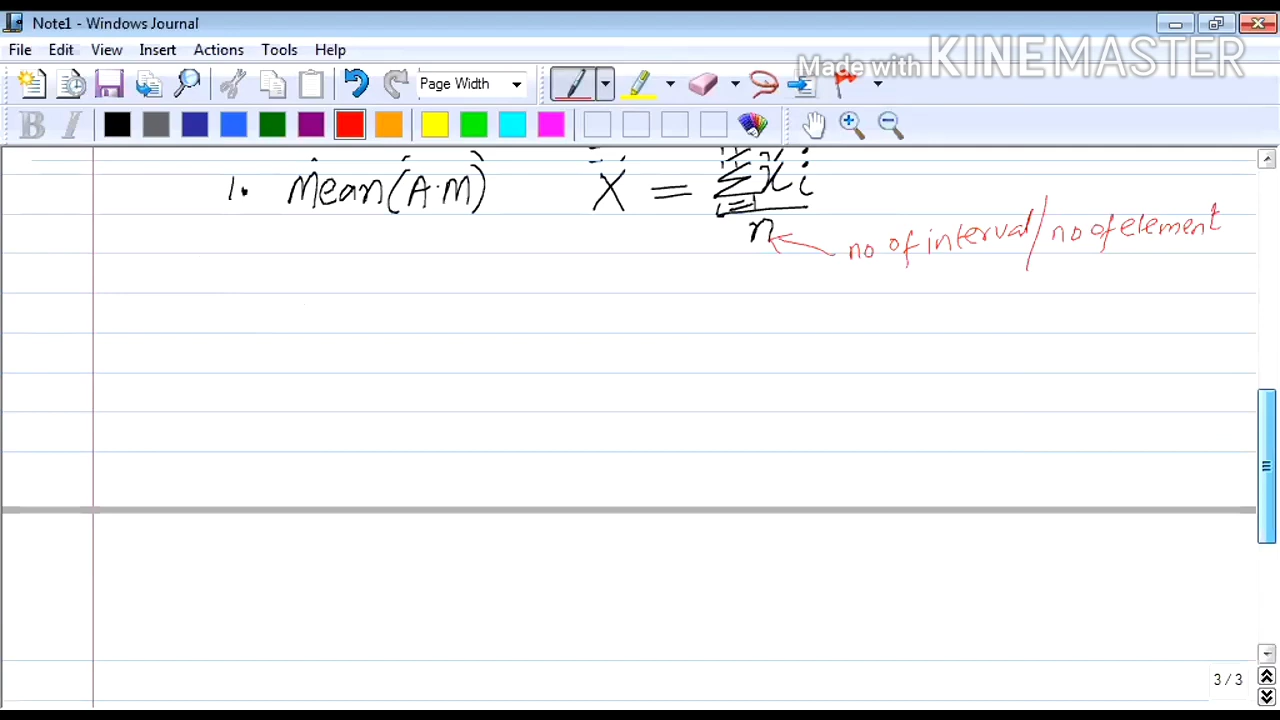 Note1 - Windows Journal
File Edit View Insert Actions Tools Help
Made with KINEMASTER
Page Width
B I
1. Mean(A.M) X̄ = Σxi
i=1
n
no of interval/no of element
3 / 3